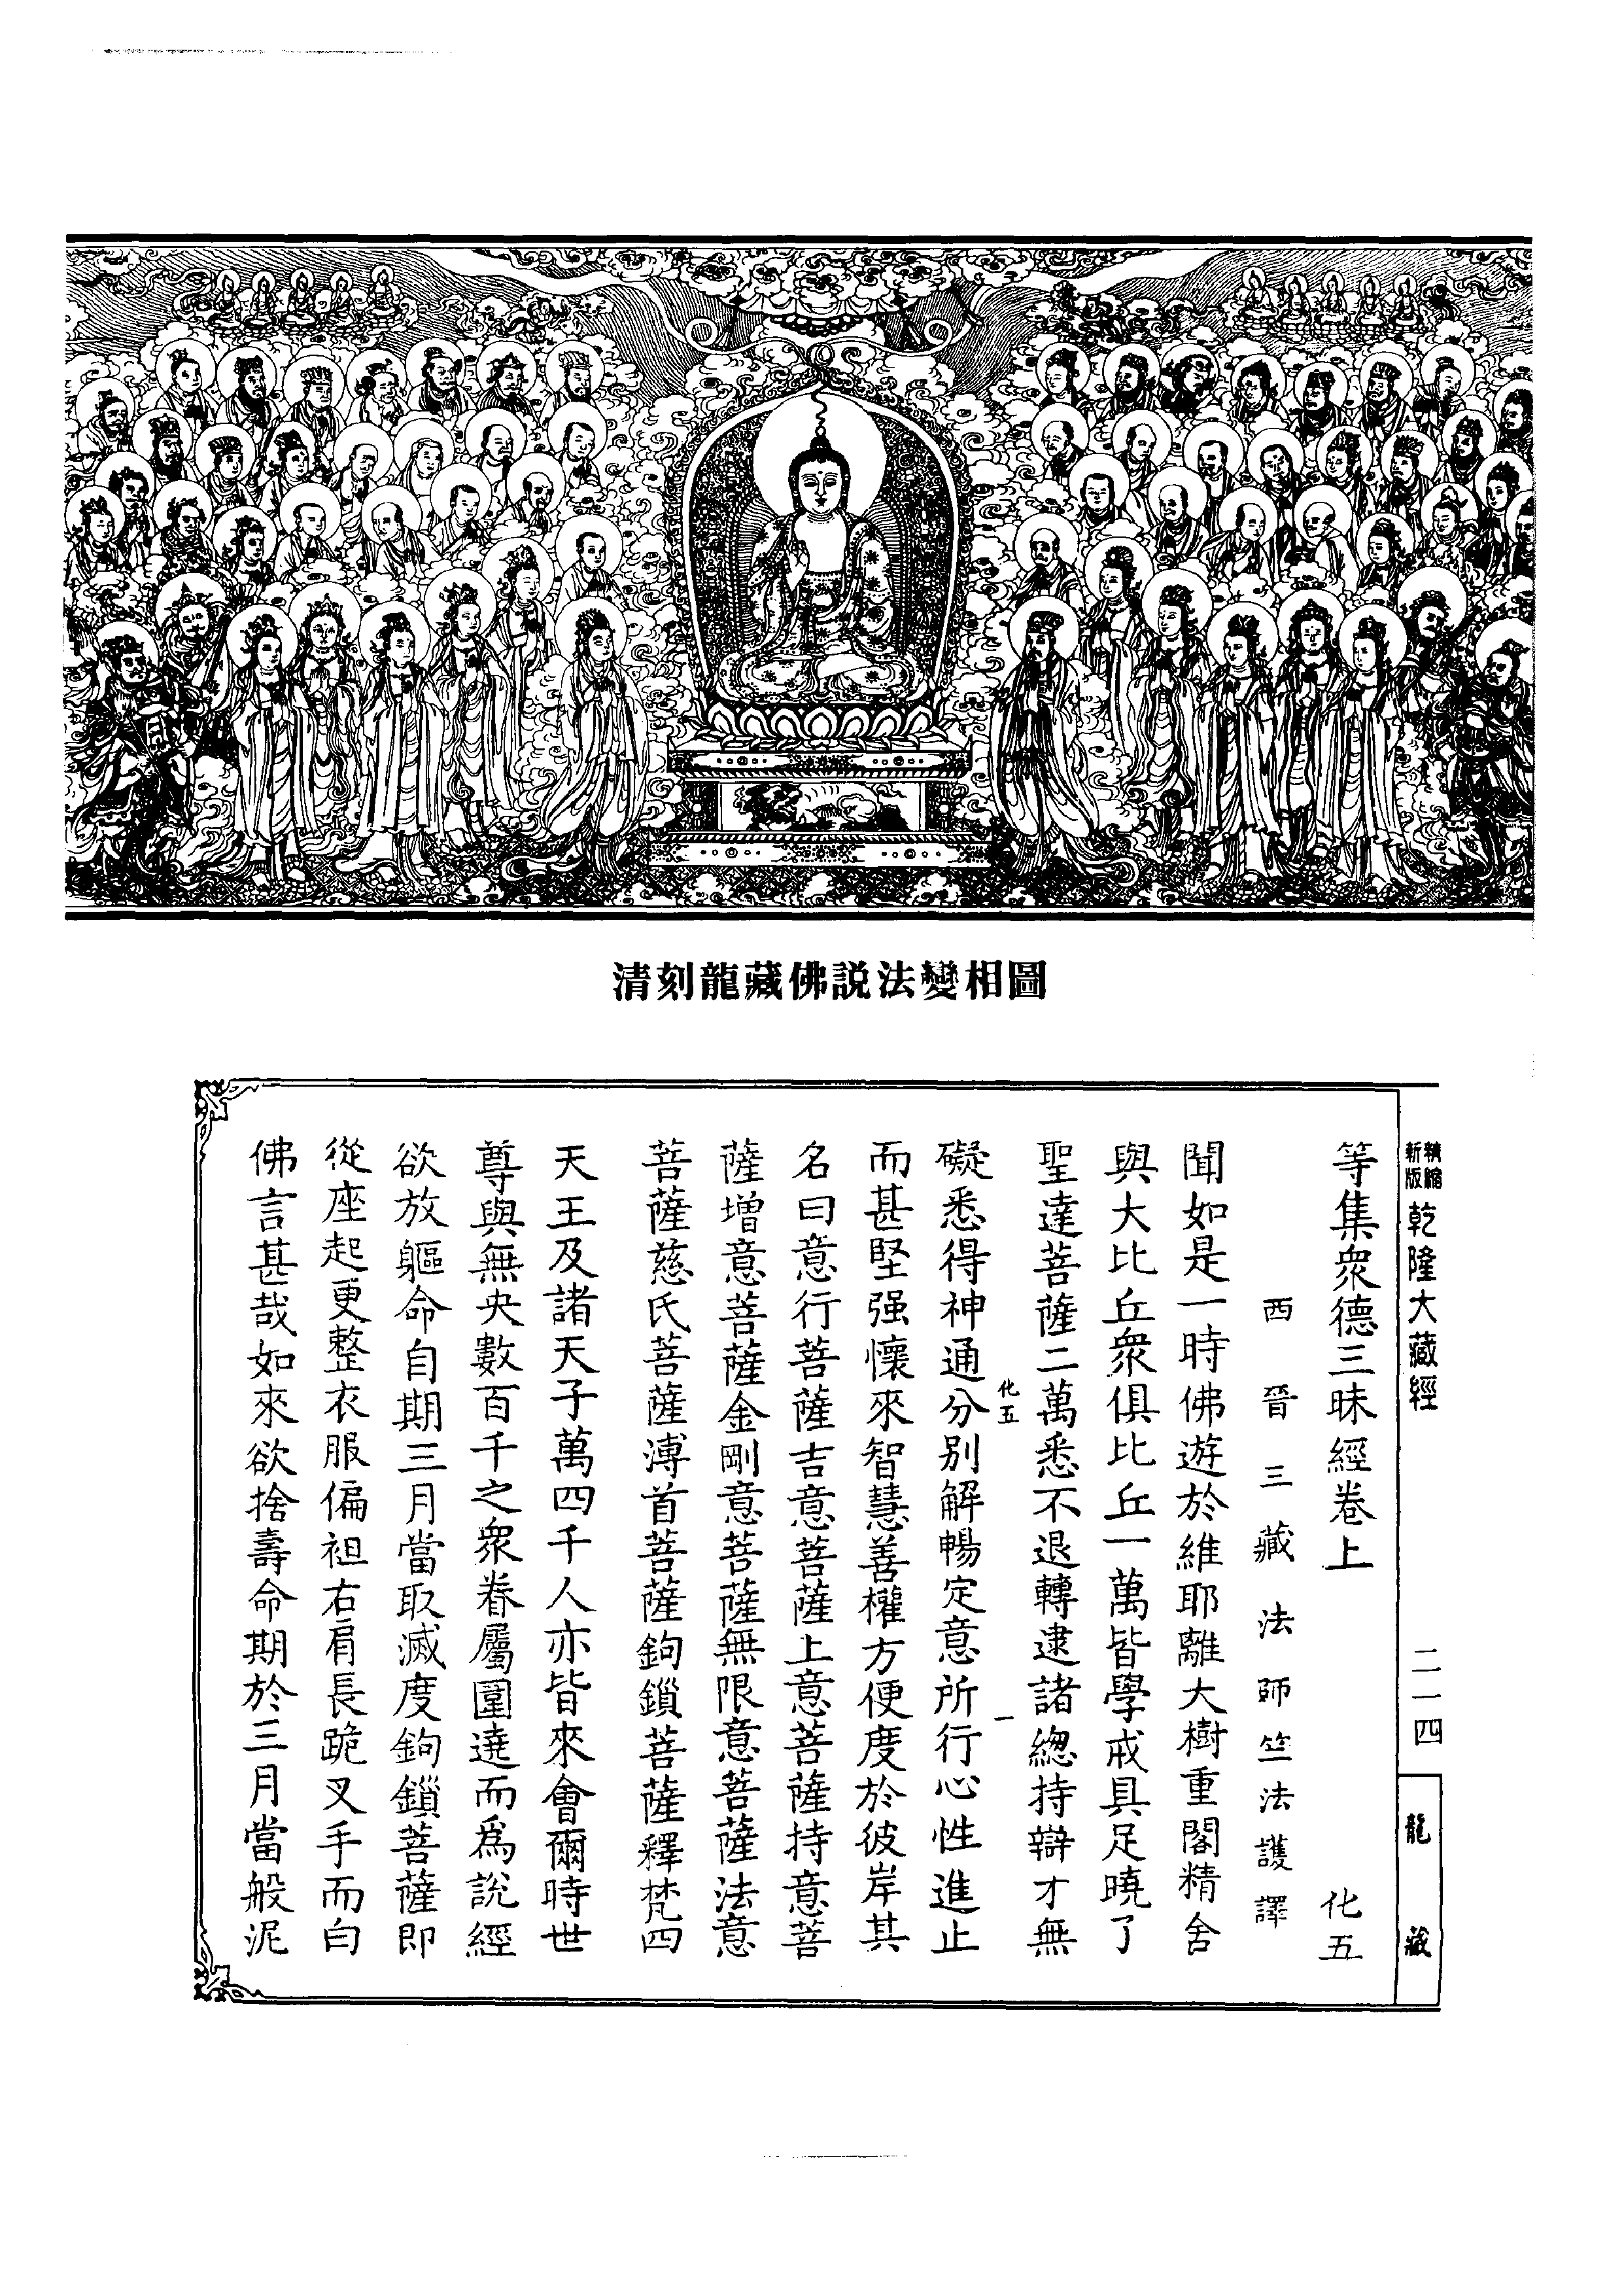 清刻龍藏佛説法變相圖
精縮新版乾隆大藏經
二一四
龍藏
等集衆德三昧經卷上 化五
西晉三藏法師竺法護譯
聞如是一時佛遊於維耶離大樹重閣精舍
與大比丘衆俱比丘一萬皆學戒具足曉了
聖達菩薩二萬悉不退轉逮諸總持辯才無
化五 一
礙悉得神通分別解暢定意所行心性進止
而甚堅强懷來智慧善權方便度於彼岸其
名曰意行菩薩吉意菩薩上意菩薩持意菩
薩增意菩薩金剛意菩薩無限意菩薩法意
菩薩慈氏菩薩溥首菩薩鉤鎖菩薩釋梵四
天王及諸天子萬四千人亦皆來會爾時世
尊與無央數百千之衆眷屬圍遶而爲說經
欲放軀命自期三月當取滅度鉤鎖菩薩即
從座起更整衣服偏袒右肩長跪叉手而白
佛言甚哉如來欲捨壽命期於三月當般泥